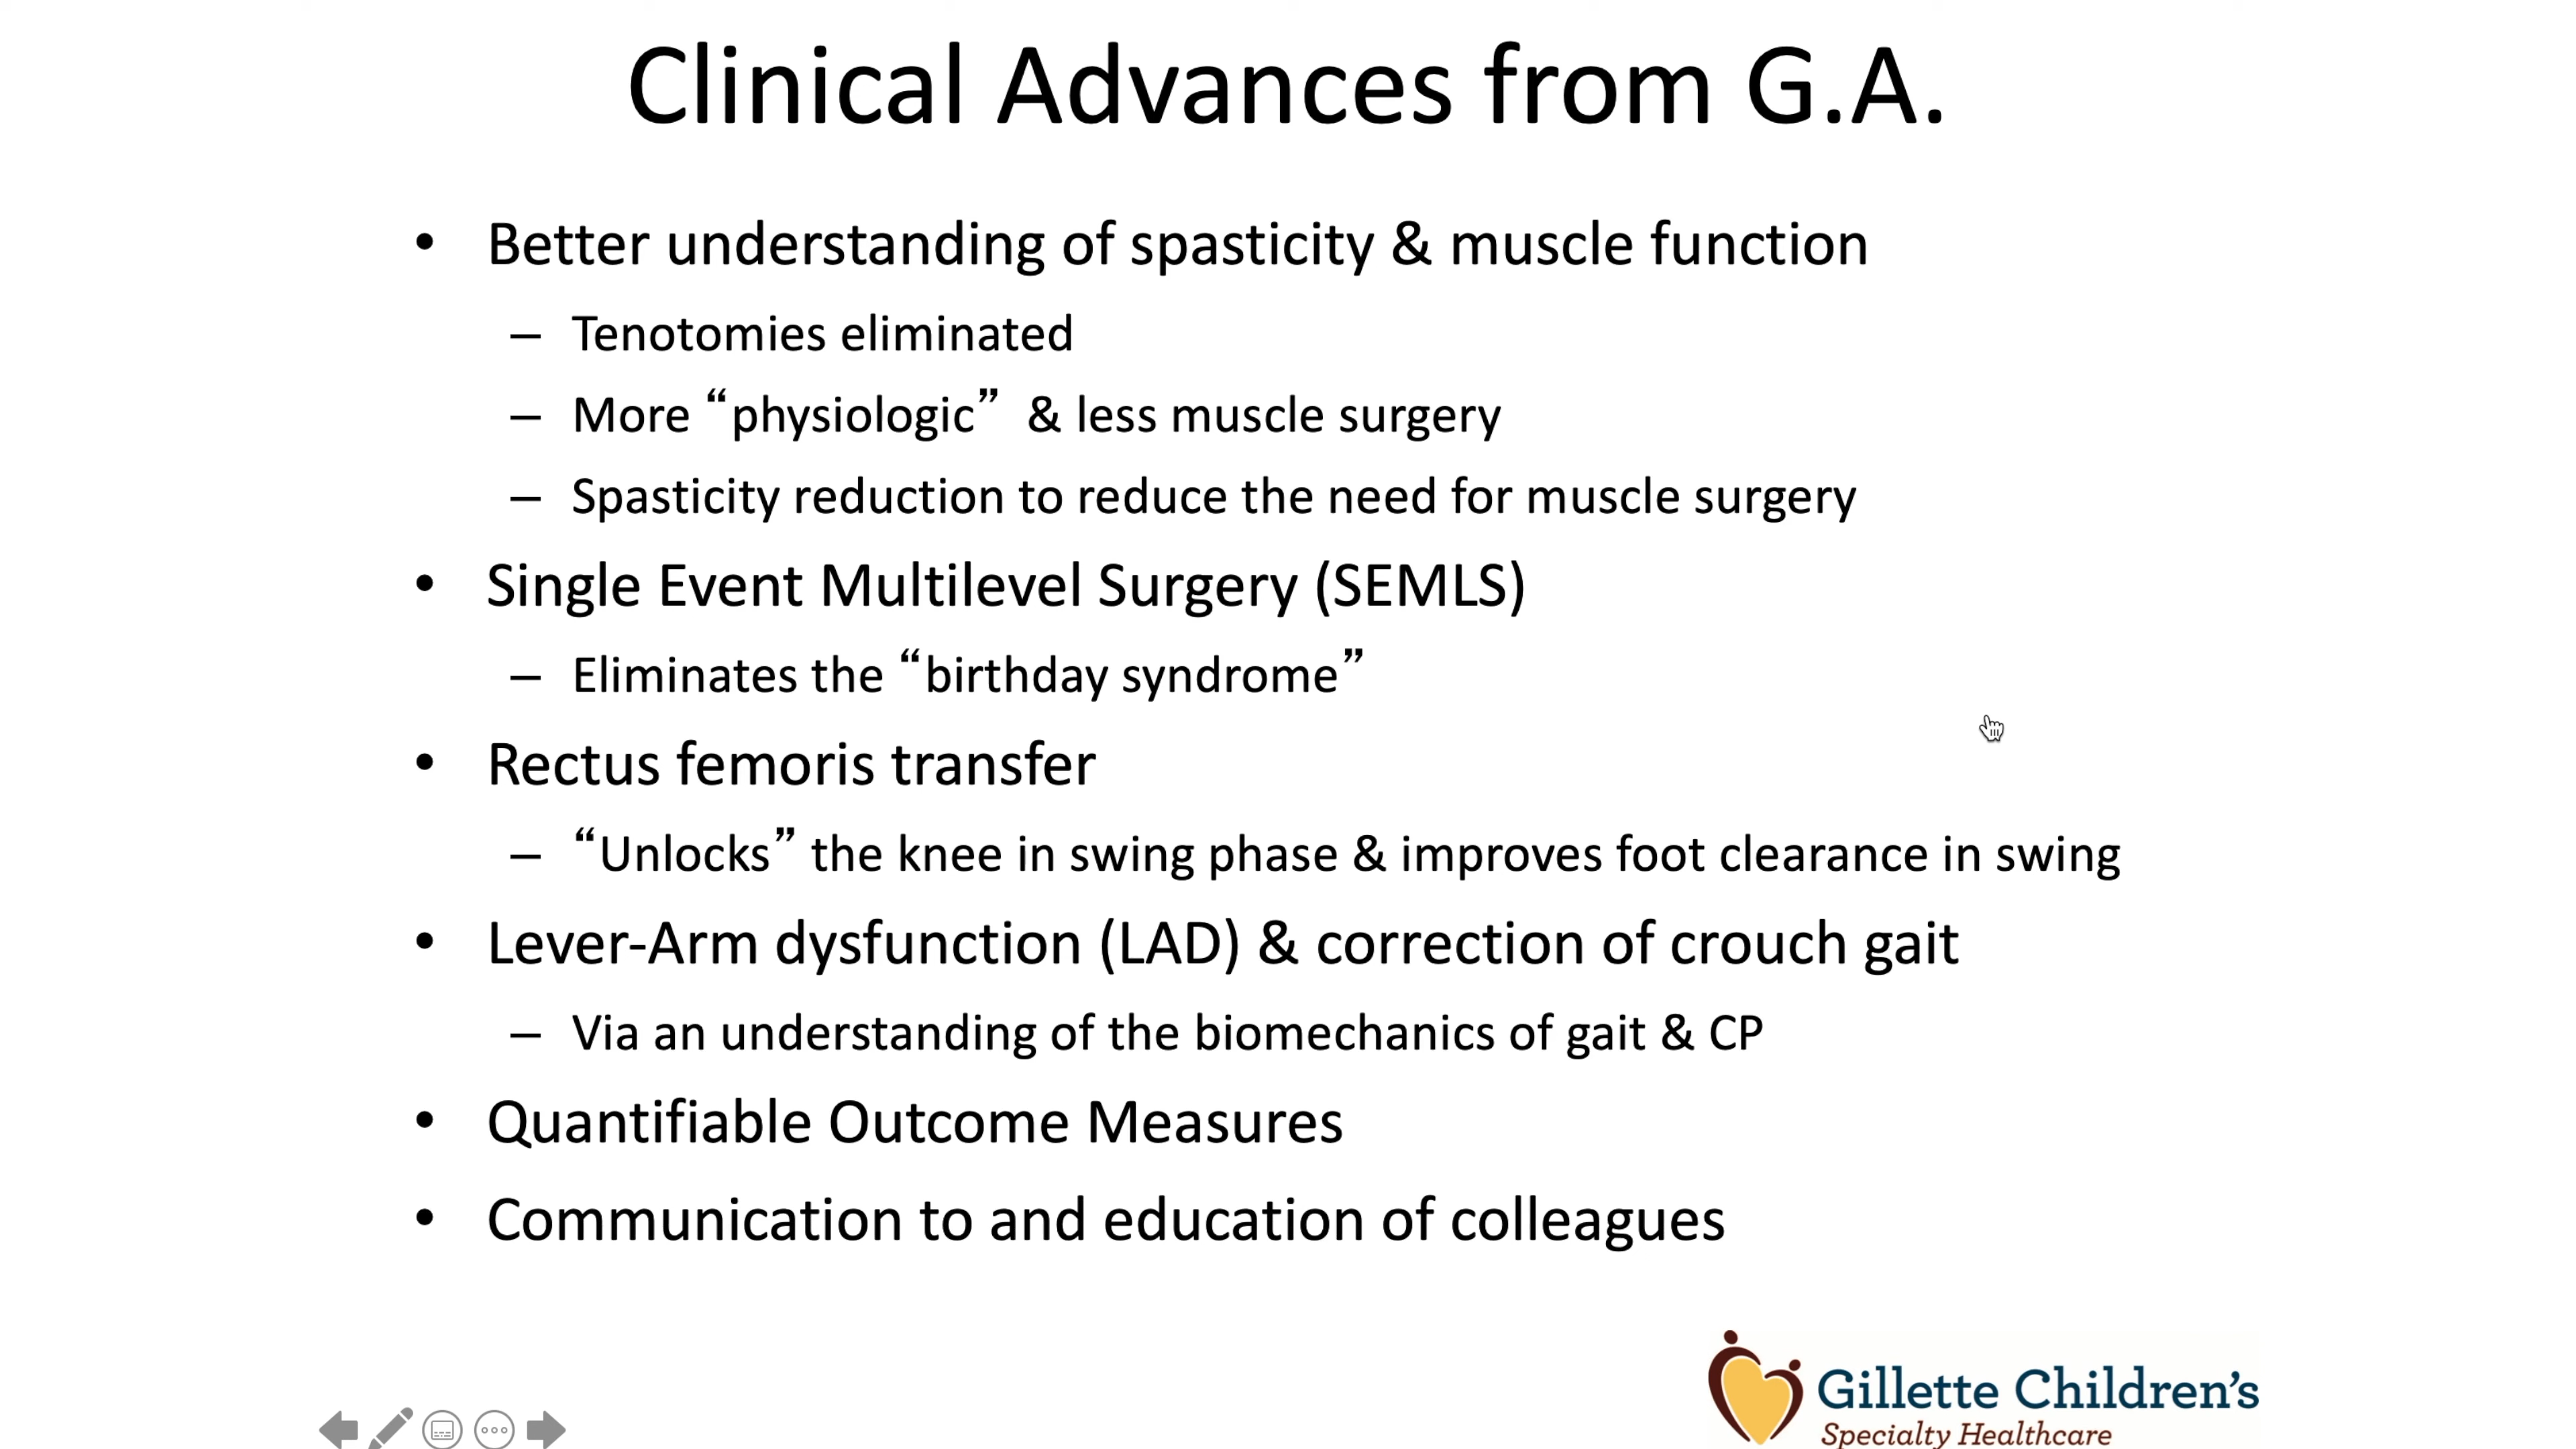 Clinical Advances from G.A.
• Better understanding of spasticity & muscle function
– Tenotomies eliminated
– More “physiologic” & less muscle surgery
– Spasticity reduction to reduce the need for muscle surgery
• Single Event Multilevel Surgery (SEMLS)
– Eliminates the “birthday syndrome”
• Rectus femoris transfer
– “Unlocks” the knee in swing phase & improves foot clearance in swing
• Lever-Arm dysfunction (LAD) & correction of crouch gait
– Via an understanding of the biomechanics of gait & CP
• Quantifiable Outcome Measures
• Communication to and education of colleagues
Gillette Children’s
Specialty Healthcare